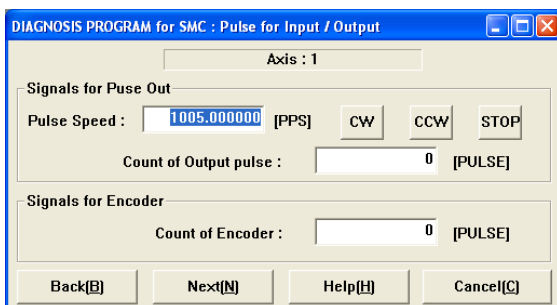 DIAGNOSIS PROGRAM for SMC : Pulse for Input / Output
Axis : 1
Signals for Puse Out
Pulse Speed : 1005.000000 [PPS] CW CCW STOP
Count of Output pulse : 0 [PULSE]
Signals for Encoder
Count of Encoder : 0 [PULSE]
Back(B) Next(N) Help(H) Cancel(C)